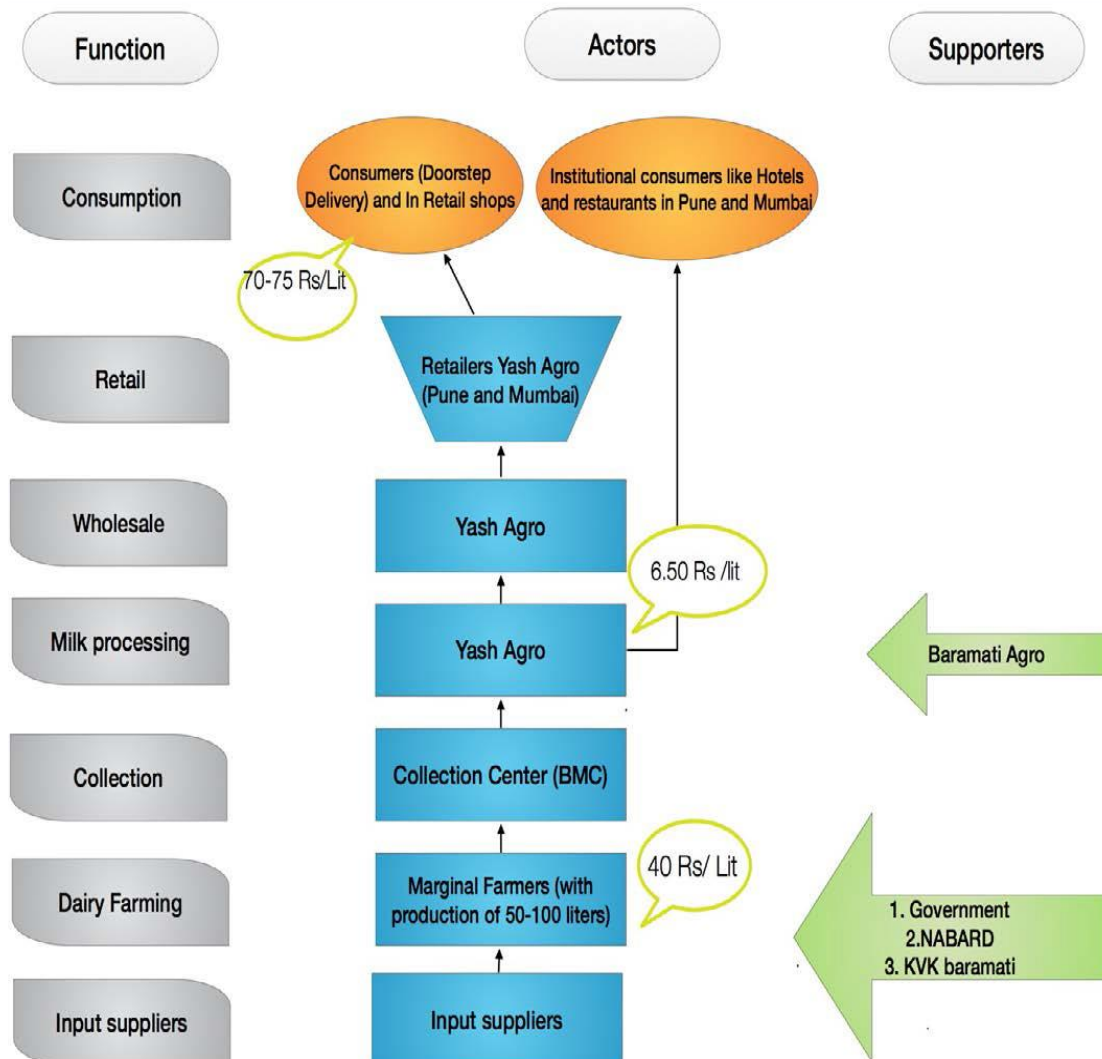 Function
Actors
Supporters
Consumption
Consumers (Doorstep
Delivery) and In Retail shops
Institutional consumers like Hotels
and restaurants in Pune and Mumbai
70-75 Rs/Lit
Retail
Retailers Yash Agro
(Pune and Mumbai)
Wholesale
Yash Agro
6.50 Rs /lit
Milk processing
Yash Agro
Baramati Agro
Collection
Collection Center (BMC)
40 Rs/ Lit
Dairy Farming
Marginal Farmers (with
production of 50-100 liters)
1. Government
2.NABARD
3. KVK baramati
Input suppliers
Input suppliers